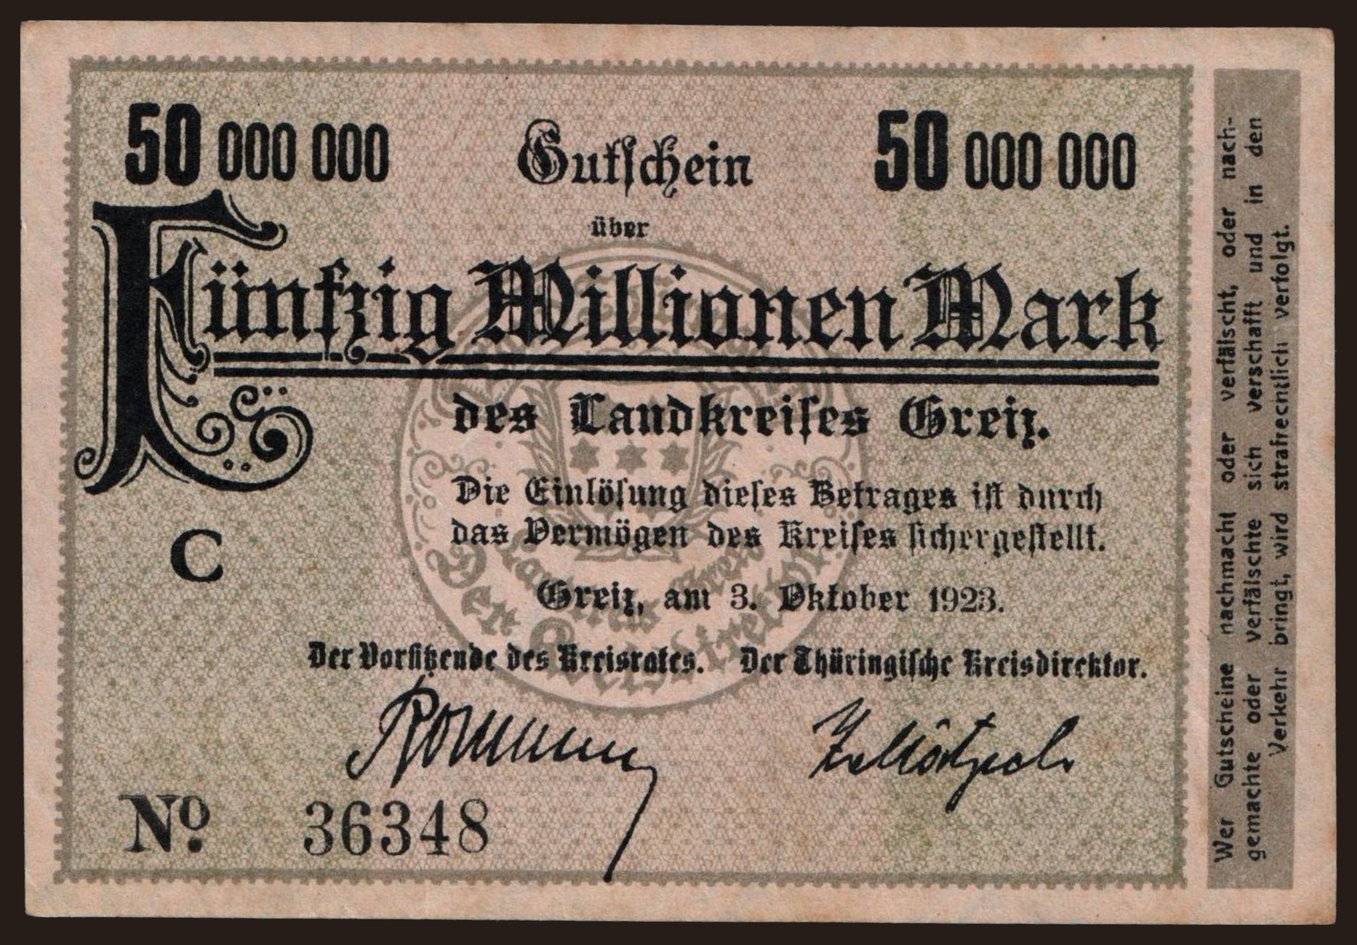 50 000 000 Gutschein 50 000 000
über
Fünfzig Millionen Mark
des Landkreises Greiz.
Die Einlösung dieses Betrages ist durch
das Vermögen des Kreises sichergestellt.
C
Greiz, am 3. Oktober 1923.
Der Vorsitzende des Kreisrates. Der Thüringische Kreisdirektor.
No. 36348
Wer Gutscheine nachmacht oder verfälscht, oder nach-
gemachte oder verfälschte sich verschafft und in den
Verkehr bringt, wird strafrechtlich verfolgt.